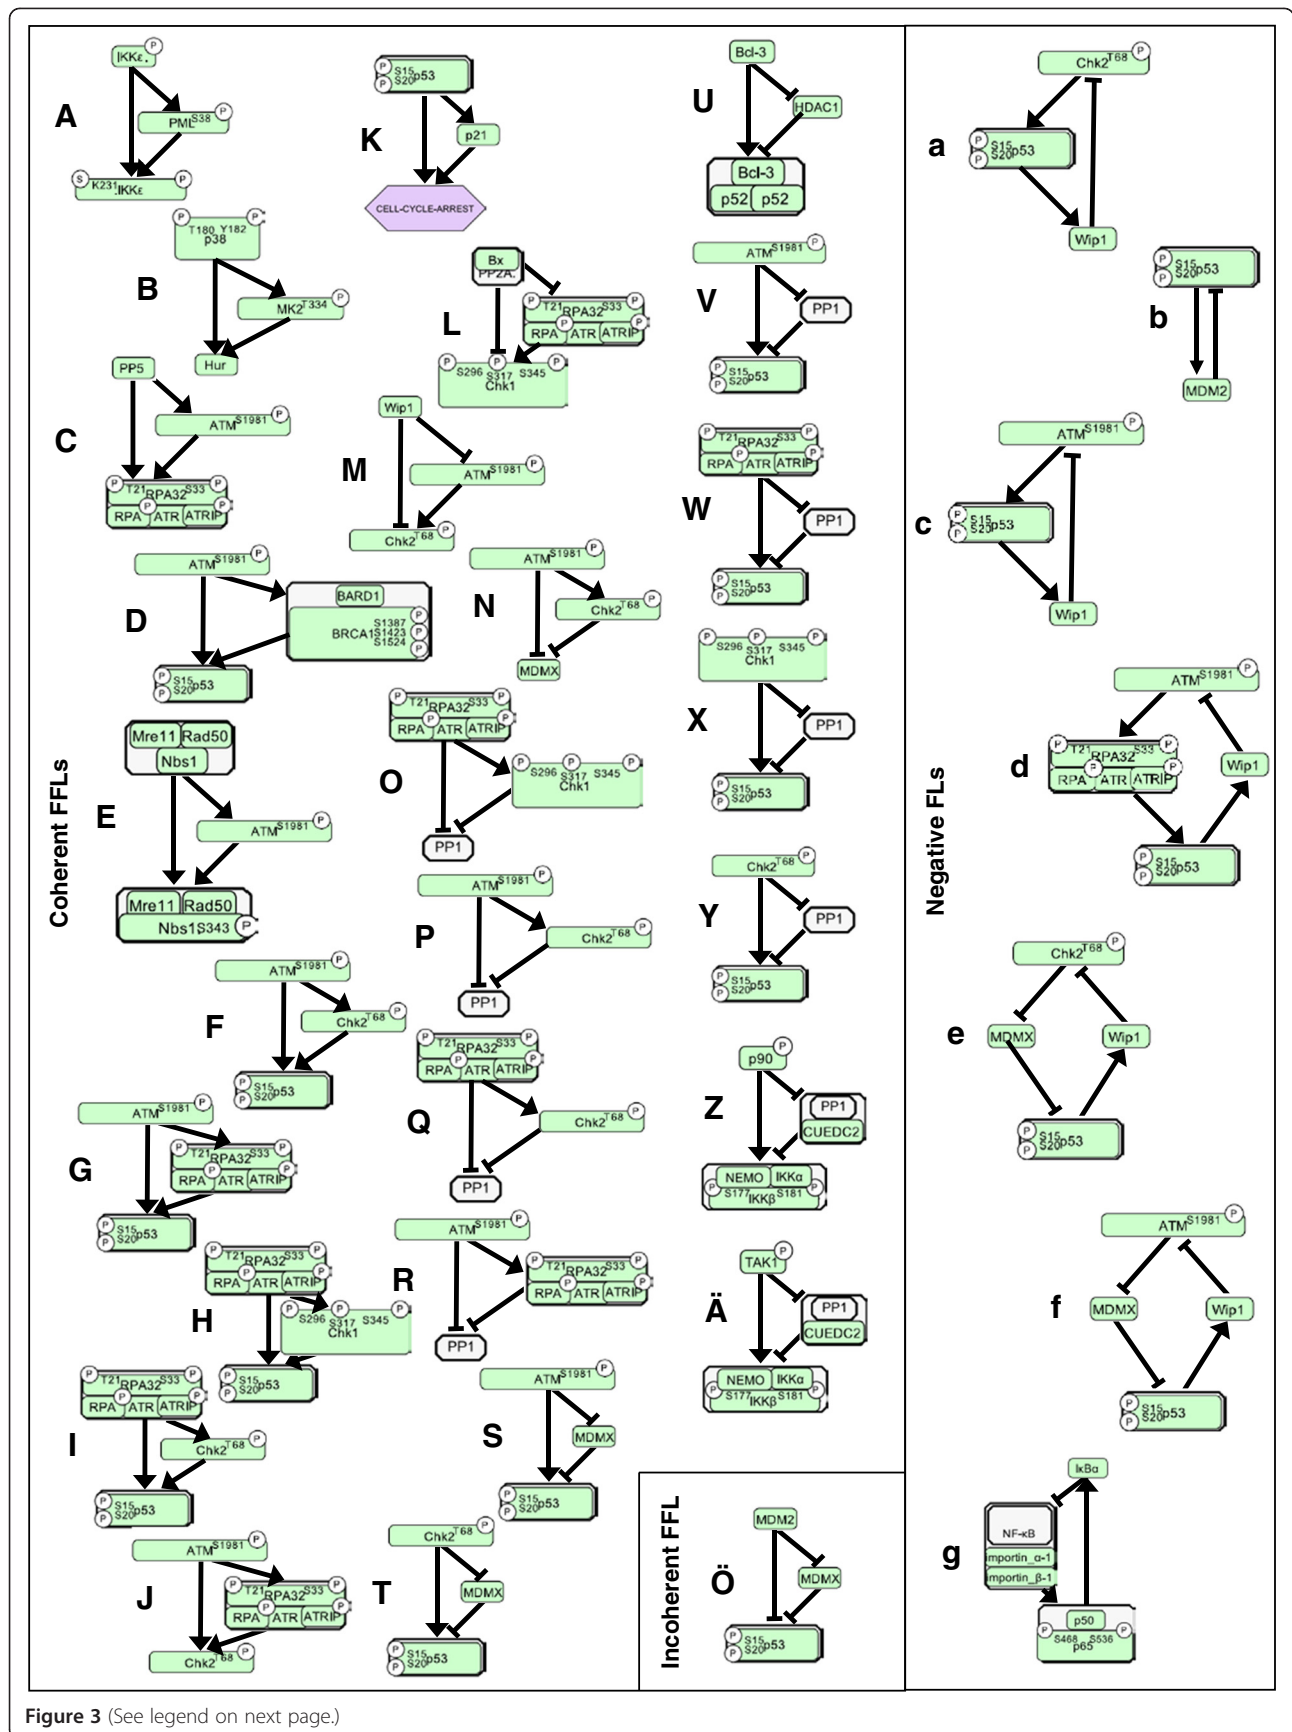 Coherent FFLs
A
IKKε
P
PML S38
P
S
K231 IKKε
P
B
P
P
T180 Y182
p38
MK2 T334
P
Hur
C
PP5
ATM S1981
P
P
P
T21 RPA32 S33
RPA
P
ATR
ATRIP
P
D
ATM S1981
P
BARD1
BRCA1
S1387
S1423
S1524
P
P
P
P
P
S15
S20 p53
E
Mre11
Rad50
Nbs1
ATM S1981
P
Mre11
Rad50
Nbs1 S343
P
F
ATM S1981
P
Chk2 T68
P
P
P
S15
S20 p53
G
ATM S1981
P
P
P
T21 RPA32 S33
RPA
P
ATR
ATRIP
P
P
P
S15
S20 p53
H
P
P
T21 RPA32 S33
RPA
P
ATR
ATRIP
P
P
P
P
S296 S317 S345
Chk1
P
P
S15
S20 p53
I
P
P
T21 RPA32 S33
RPA
P
ATR
ATRIP
P
Chk2 T68
P
P
P
S15
S20 p53
J
ATM S1981
P
P
P
T21 RPA32 S33
RPA
P
ATR
ATRIP
P
Chk2 T68
P
K
P
P
S15
S20 p53
p21
CELL-CYCLE-ARREST
L
Bx
PP2A
P
P
T21 RPA32 S33
RPA
P
ATR
ATRIP
P
P
P
P
S296 S317 S345
Chk1
M
Wip1
ATM S1981
P
Chk2 T68
P
N
ATM S1981
P
Chk2 T68
P
MDMX
O
P
P
T21 RPA32 S33
RPA
P
ATR
ATRIP
P
P
P
P
S296 S317 S345
Chk1
PP1
P
ATM S1981
P
Chk2 T68
P
PP1
Q
P
P
T21 RPA32 S33
RPA
P
ATR
ATRIP
P
Chk2 T68
P
PP1
R
ATM S1981
P
P
P
T21 RPA32 S33
RPA
P
ATR
ATRIP
P
PP1
S
ATM S1981
P
MDMX
P
P
S15
S20 p53
T
Chk2 T68
P
MDMX
P
P
S15
S20 p53
U
Bcl-3
HDAC1
Bcl-3
p52
p52
V
ATM S1981
P
PP1
P
P
S15
S20 p53
W
P
P
T21 RPA32 S33
RPA
P
ATR
ATRIP
P
PP1
P
P
S15
S20 p53
X
P
P
P
S296 S317 S345
Chk1
PP1
P
P
S15
S20 p53
Y
Chk2 T68
P
PP1
P
P
S15
S20 p53
Z
p90
P
PP1
CUEDC2
NEMO
IKKα
P
S177 IKKβ S181
P
Ä
TAK1
P
PP1
CUEDC2
NEMO
IKKα
P
S177 IKKβ S181
P
Incoherent FFL
Ö
MDM2
MDMX
P
P
S15
S20 p53
Negative FLs
a
Chk2 T68
P
P
P
S15
S20 p53
Wip1
b
P
P
S15
S20 p53
MDM2
c
ATM S1981
P
P
P
S15
S20 p53
Wip1
d
ATM S1981
P
P
P
T21 RPA32 S33
RPA
P
ATR
ATRIP
P
Wip1
P
P
S15
S20 p53
e
Chk2 T68
P
MDMX
Wip1
P
P
S15
S20 p53
f
ATM S1981
P
MDMX
Wip1
P
P
S15
S20 p53
g
IκBα
NF-κB
importin_α-1
importin_β-1
p50
P
S468 S536
p65
P
Figure 3 (See legend on next page.)